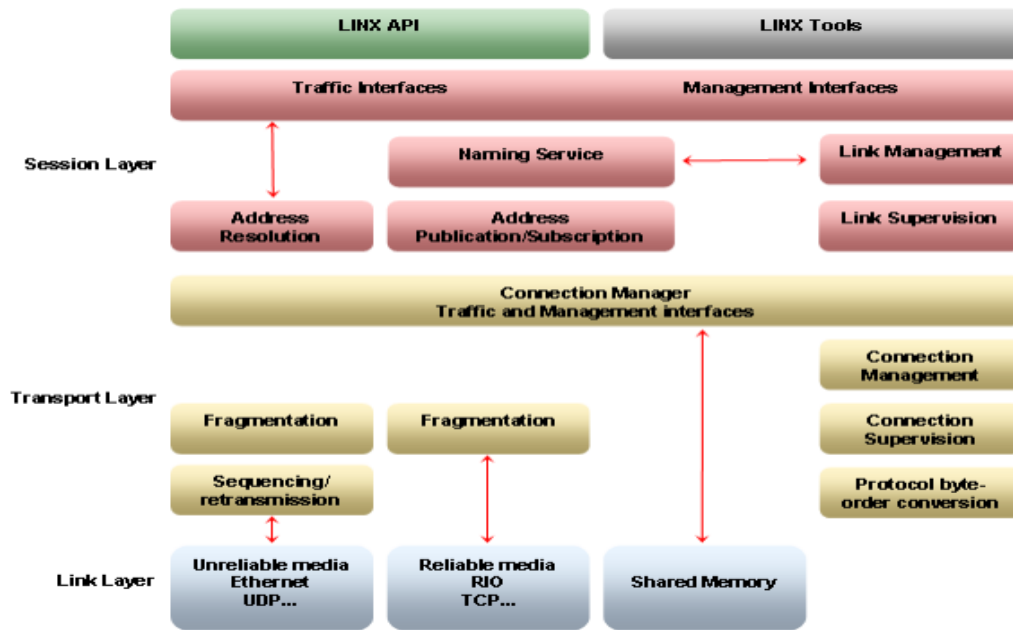 LINX API
LINX Tools
Traffic Interfaces
Management Interfaces
Session Layer
Naming Service
Link Management
Address
Resolution
Address
Publication/Subscription
Link Supervision
Connection Manager
Traffic and Management interfaces
Connection
Management
Transport Layer
Fragmentation
Fragmentation
Connection
Supervision
Sequencing/
retransmission
Protocol byte-
order conversion
Link Layer
Unreliable media
Ethernet
UDP...
Reliable media
RIO
TCP...
Shared Memory